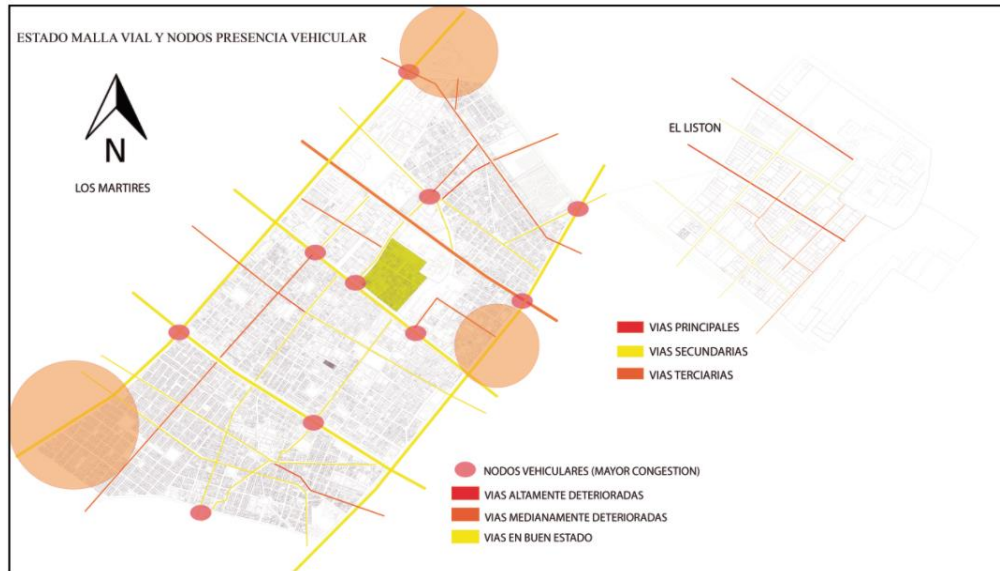 ESTADO MALLA VIAL Y NODOS PRESENCIA VEHICULAR
N
LOS MARTIRES
EL LISTON
VIAS PRINCIPALES
VIAS SECUNDARIAS
VIAS TERCIARIAS
NODOS VEHICULARES (MAYOR CONGESTION)
VIAS ALTAMENTE DETERIORADAS
VIAS MEDIANAMENTE DETERIORADAS
VIAS EN BUEN ESTADO